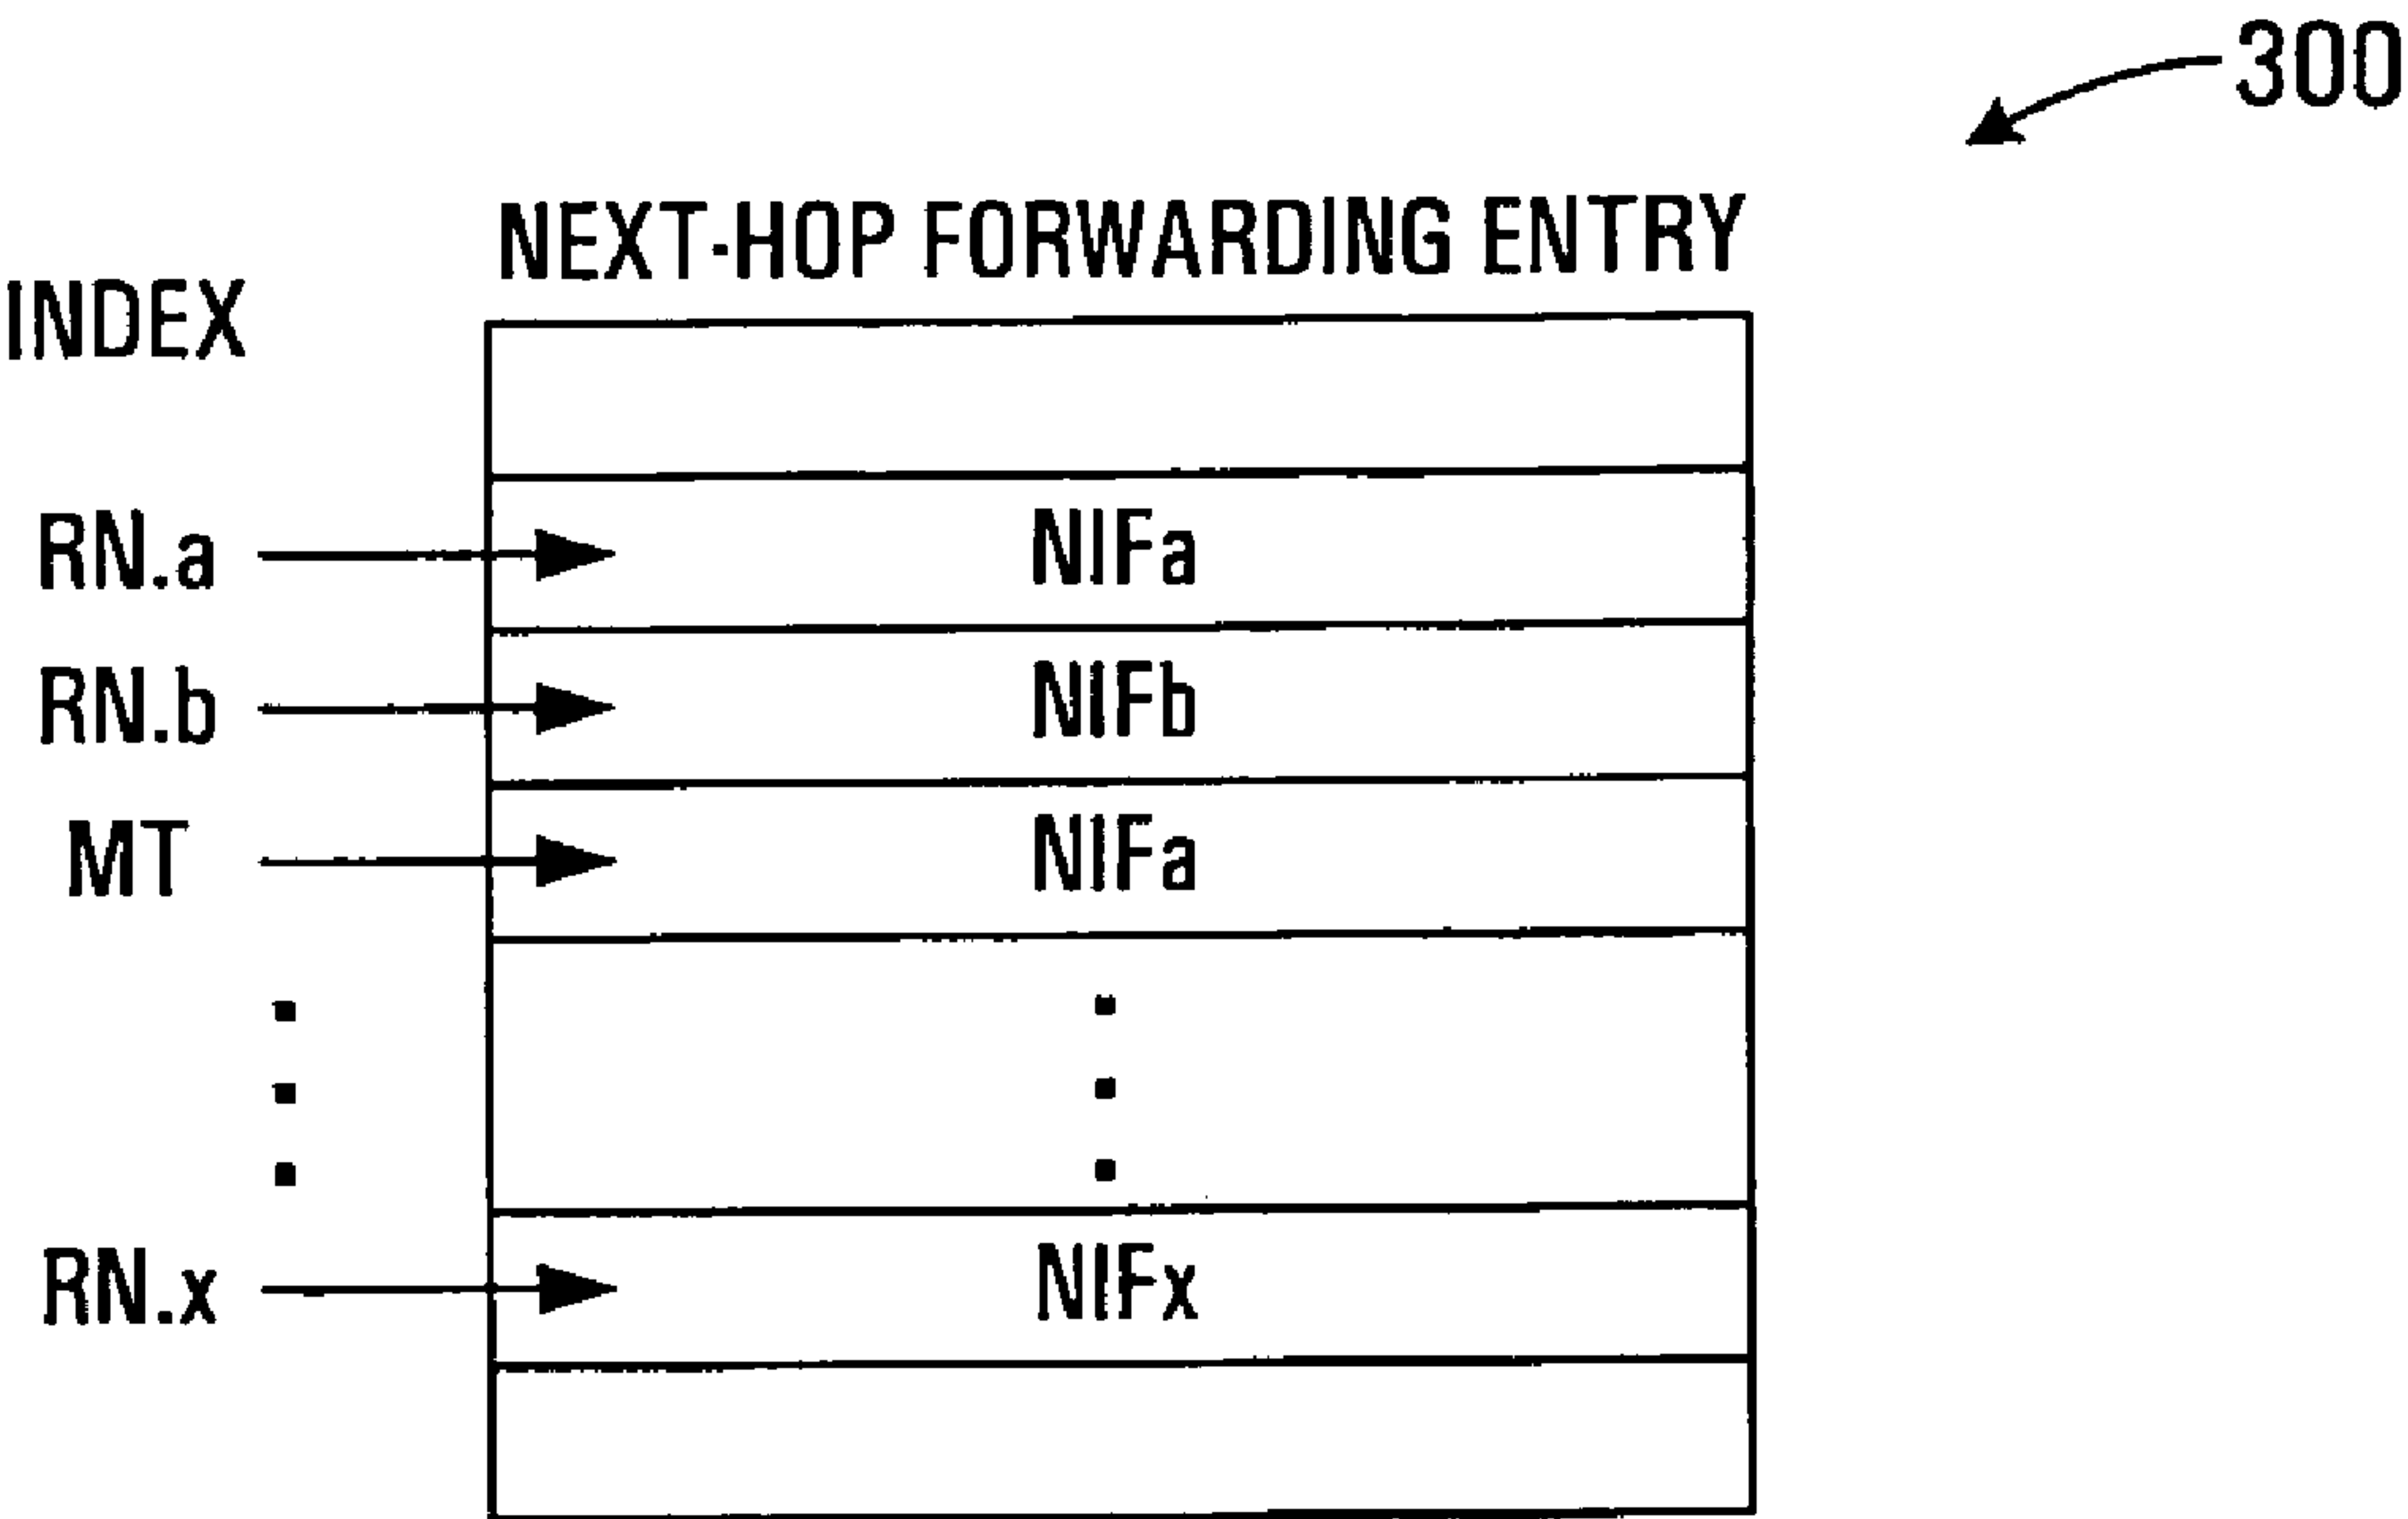 300
NEXT-HOP FORWARDING ENTRY
INDEX
RN.a NIFa
RN.b NIFb
MT NIFa
RN.x NIFx